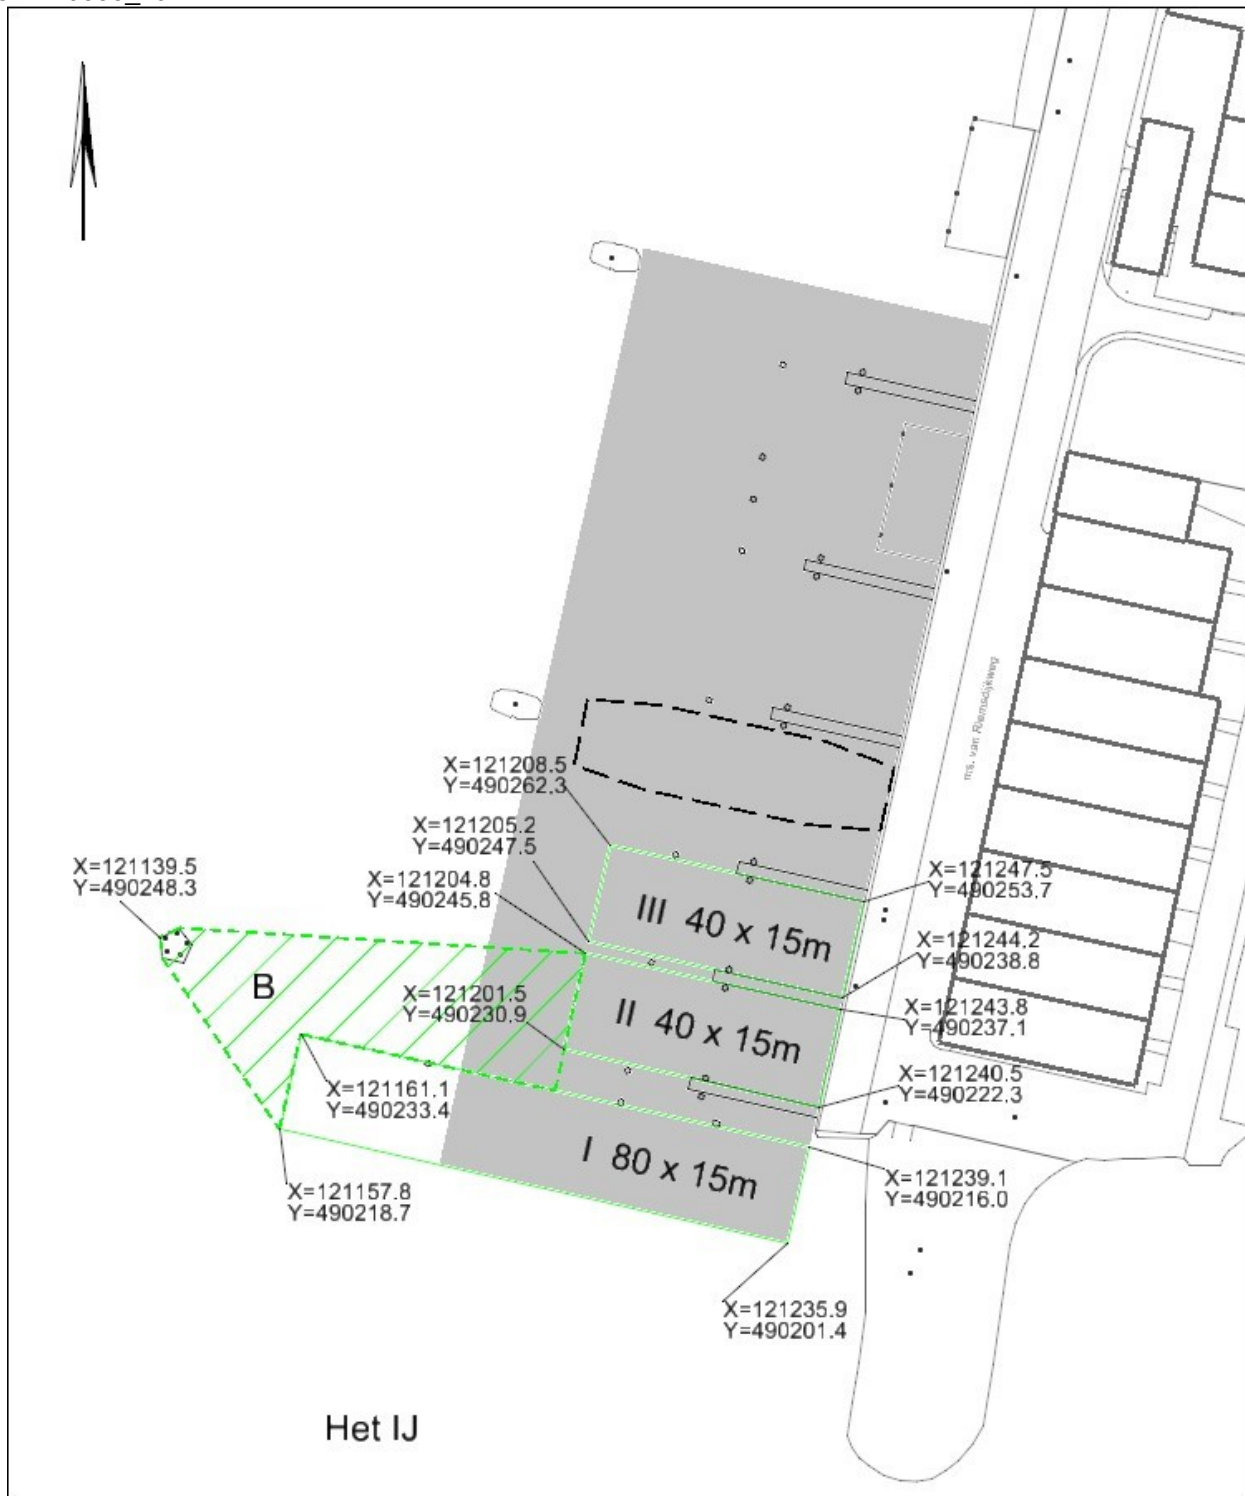 ms. van Riemsdijkweg
X=121208.5
Y=490262.3
X=121205.2
Y=490247.5
X=121139.5
Y=490248.3
X=121204.8
Y=490245.8
X=121247.5
Y=490253.7
III 40 x 15m
X=121244.2
Y=490238.8
B
X=121201.5
Y=490230.9
II 40 x 15m
X=121243.8
Y=490237.1
X=121161.1
Y=490233.4
X=121240.5
Y=490222.3
I 80 x 15m
X=121157.8
Y=490218.7
X=121239.1
Y=490216.0
X=121235.9
Y=490201.4
Het IJ